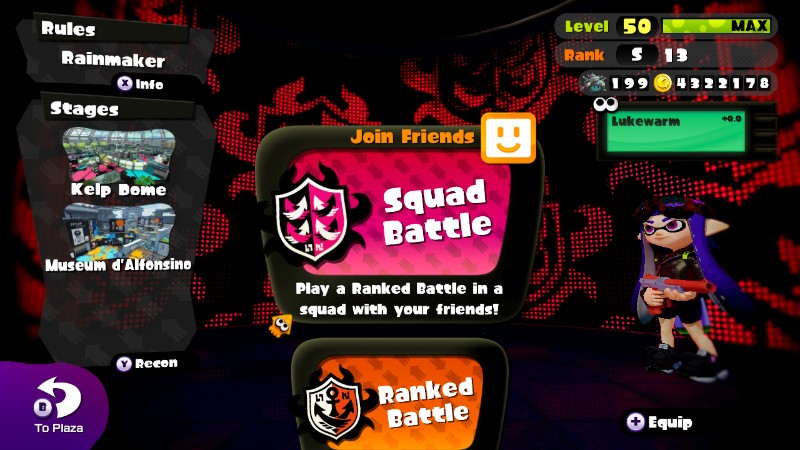 Rules
Rainmaker
X Info
Stages
Kelp Dome
Museum d'Alfonsino
Y Recon
B
To Plaza
Join Friends
Squad
Battle
Play a Ranked Battle in a
squad with your friends!
Ranked
Battle
Level 50 MAX
Rank S 13
199 4322178
Lukewarm +0.0
+ Equip